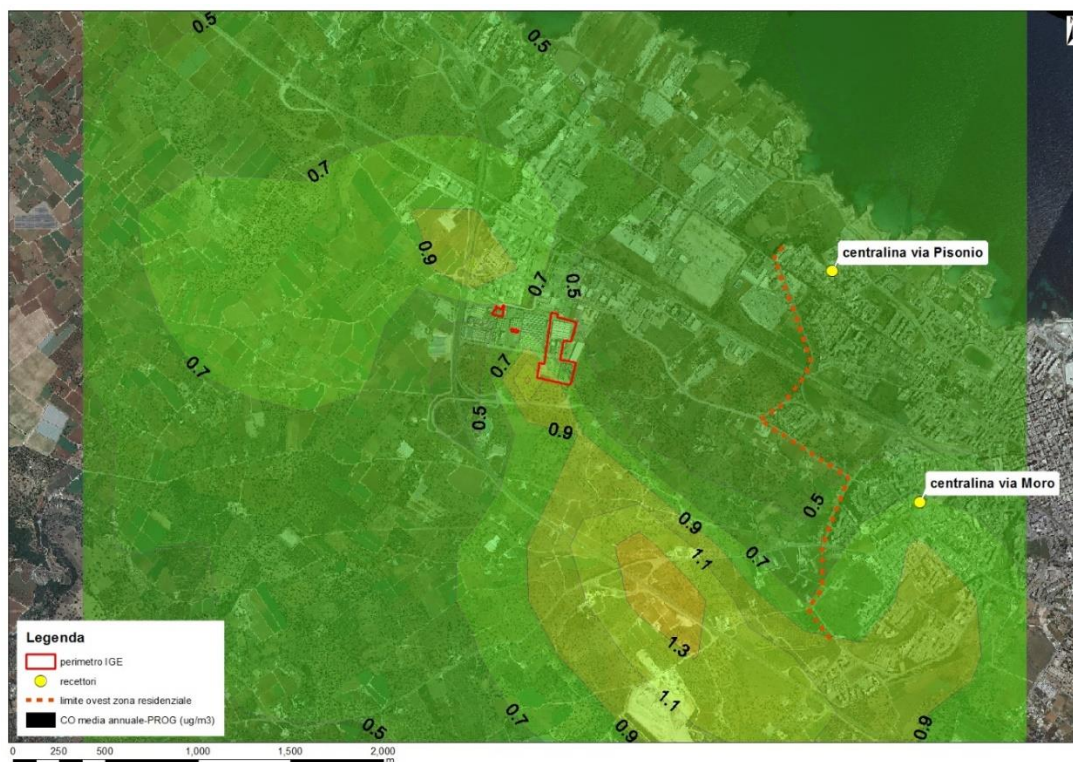 0.5
0.5
0.7
0.9
0.7
0.5
0.7
0.7
0.5
0.9
centralina via Pisonio
centralina via Moro
0.5
0.9
0.7
1.1
1.3
1.1
0.9
0.7
0.5
0.9
Legenda
perimetro IGE
recettori
limite ovest zona residenziale
CO media annuale-PROG (ug/m3)
0 250 500 1,000 1,500 2,000
m